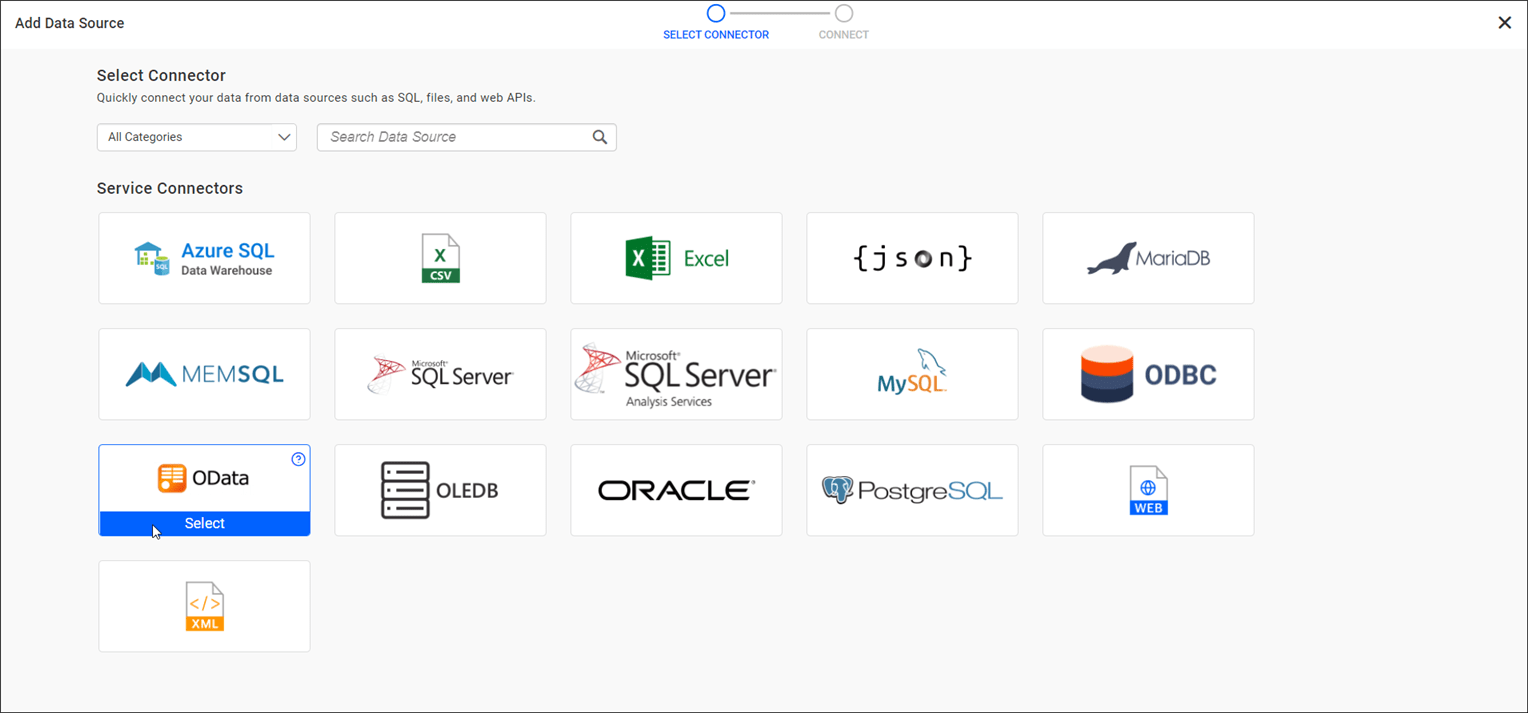 Add Data Source
SELECT CONNECTOR
CONNECT
Select Connector
Quickly connect your data from data sources such as SQL, files, and web APIs.
All Categories
Search Data Source
Service Connectors
Azure SQL
Data Warehouse
SQL
X
CSV
X
Excel
{json}
MariaDB
MEMSQL
Microsoft®
SQL Server®
Microsoft®
SQL Server®
Analysis Services
MySQL™
ODBC
OData
?
Select
OLEDB
ORACLE®
PostgreSQL
WEB
</>
XML